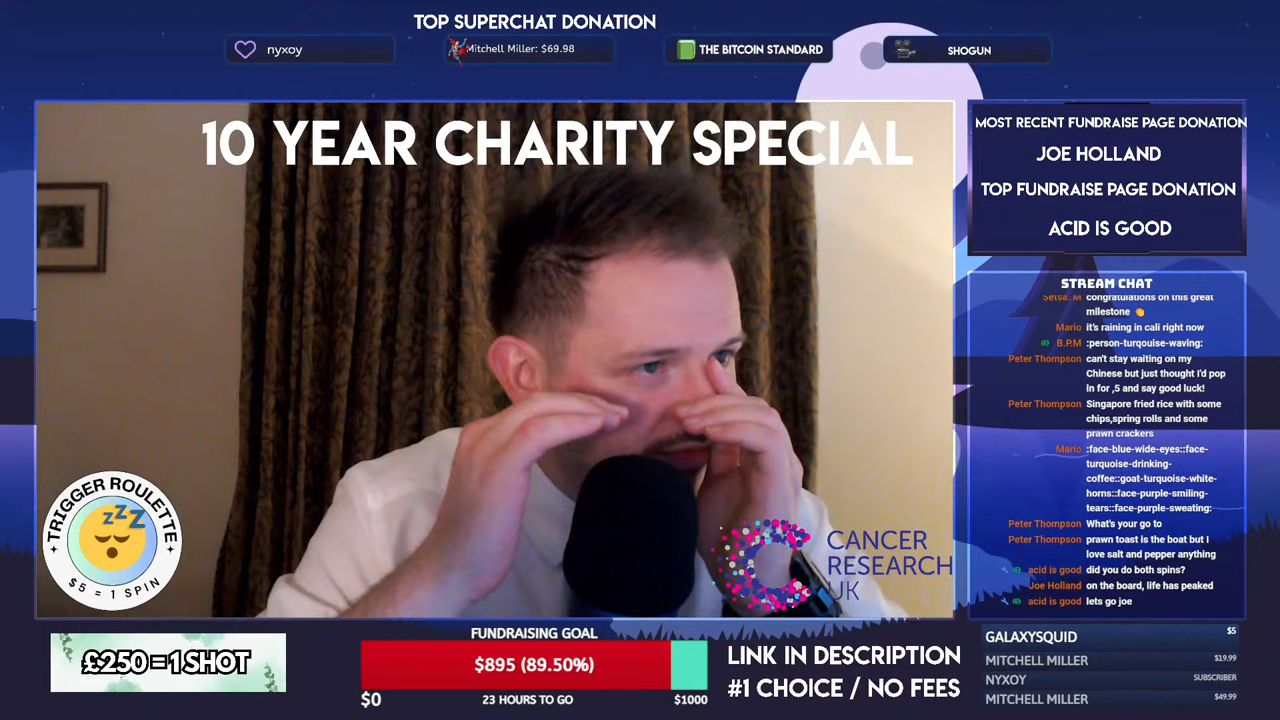 TOP SUPERCHAT DONATION
nyxoy
Mitchell Miller: $69.98
THE BITCOIN STANDARD
SHOGUN
10 YEAR CHARITY SPECIAL
MOST RECENT FUNDRAISE PAGE DONATION
JOE HOLLAND
TOP FUNDRAISE PAGE DONATION
ACID IS GOOD
STREAM CHAT
congratulations on this great
milestone 👏
Mario it's raining in cali right now
B.P.M :person-turqouise-waving:
Peter Thompson can't stay waiting on my
Chinese but just thought I'd pop
in for ,5 and say good luck!
Peter Thompson Singapore fried rice with some
chips,spring rolls and some
prawn crackers
Mario :face-blue-wide-eyes::face-
turquoise-drinking-
coffee::goat-turquoise-white-
horns::face-purple-smiling-
tears::face-purple-sweating:
Peter Thompson What's your go to
Peter Thompson prawn toast is the boat but I
love salt and pepper anything
acid is good did you do both spins?
Joe Holland on the board, life has peaked
acid is good lets go joe
TRIGGER ROULETTE
zzz
$5 = 1 SPIN
CANCER
RESEARCH
UK
£250 = 1 SHOT
FUNDRAISING GOAL
$895 (89.50%)
$0
23 HOURS TO GO
$1000
LINK IN DESCRIPTION
#1 CHOICE / NO FEES
GALAXYSQUID $5
MITCHELL MILLER $19.99
NYXOY SUBSCRIBER
MITCHELL MILLER $49.99